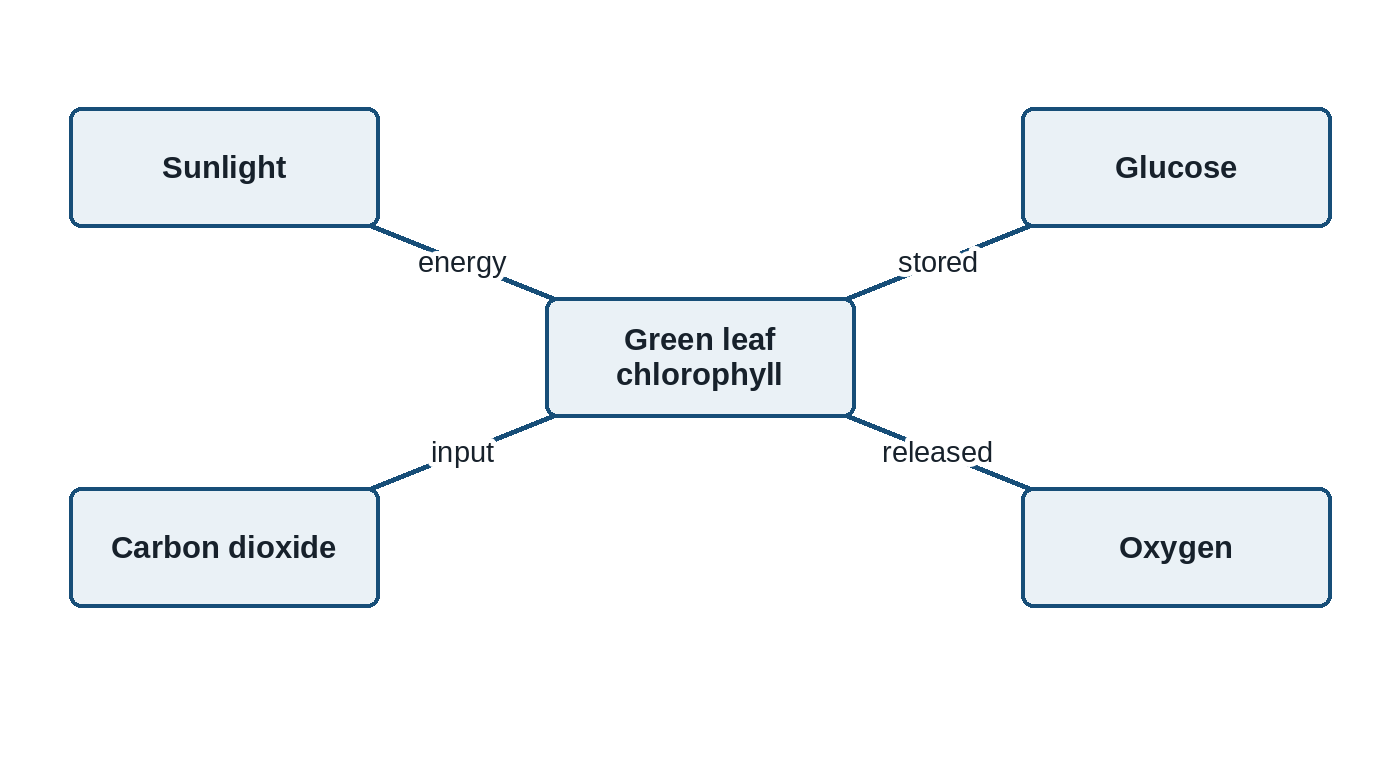 Sunlight
Glucose
energy
stored
Green leaf
chlorophyll
input
released
Carbon dioxide
Oxygen